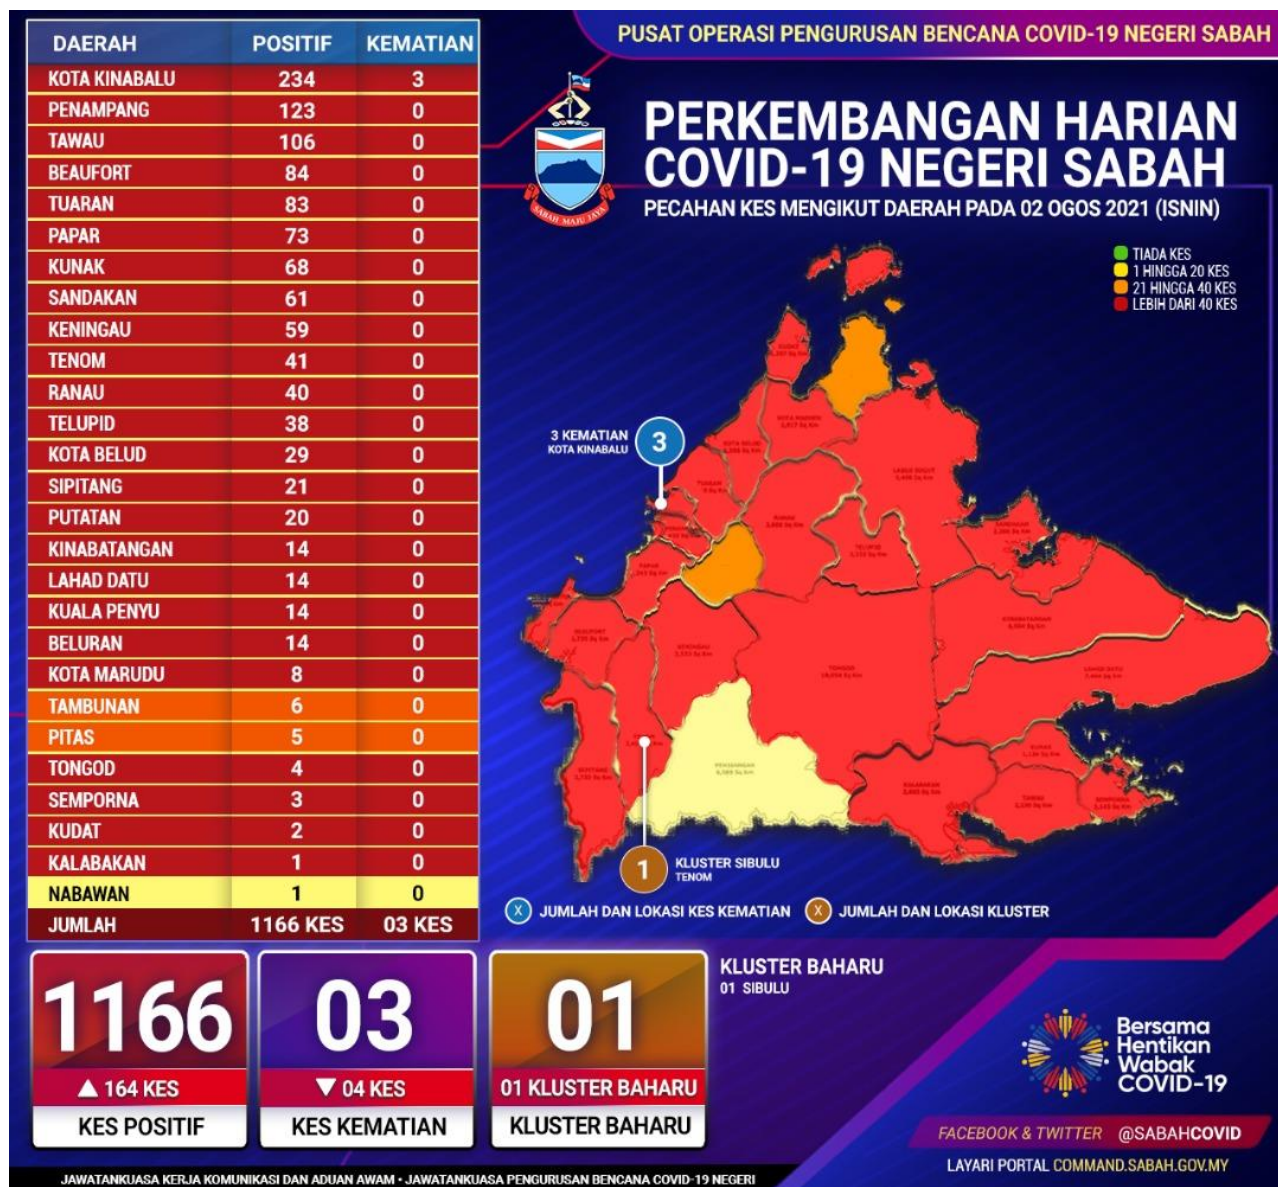 PUSAT OPERASI PENGURUSAN BENCANA COVID-19 NEGERI SABAH
PERKEMBANGAN HARIAN
COVID-19 NEGERI SABAH
PECAHAN KES MENGIKUT DAERAH PADA 02 OGOS 2021 (ISNIN)
SABAH MAJU JAYA
DAERAH POSITIF KEMATIAN
KOTA KINABALU 234 3
PENAMPANG 123 0
TAWAU 106 0
BEAUFORT 84 0
TUARAN 83 0
PAPAR 73 0
KUNAK 68 0
SANDAKAN 61 0
KENINGAU 59 0
TENOM 41 0
RANAU 40 0
TELUPID 38 0
KOTA BELUD 29 0
SIPITANG 21 0
PUTATAN 20 0
KINABATANGAN 14 0
LAHAD DATU 14 0
KUALA PENYU 14 0
BELURAN 14 0
KOTA MARUDU 8 0
TAMBUNAN 6 0
PITAS 5 0
TONGOD 4 0
SEMPORNA 3 0
KUDAT 2 0
KALABAKAN 1 0
NABAWAN 1 0
JUMLAH 1166 KES 03 KES
TIADA KES
1 HINGGA 20 KES
21 HINGGA 40 KES
LEBIH DARI 40 KES
3 KEMATIAN
KOTA KINABALU
3
1
KLUSTER SIBULU
TENOM
X JUMLAH DAN LOKASI KES KEMATIAN
X JUMLAH DAN LOKASI KLUSTER
1166
▲ 164 KES
KES POSITIF
03
▼ 04 KES
KES KEMATIAN
01
01 KLUSTER BAHARU
KLUSTER BAHARU
KLUSTER BAHARU
01 SIBULU
Bersama
Hentikan
Wabak
COVID-19
FACEBOOK & TWITTER @SABAHCOVID
LAYARI PORTAL COMMAND.SABAH.GOV.MY
JAWATANKUASA KERJA KOMUNIKASI DAN ADUAN AWAM • JAWATANKUASA PENGURUSAN BENCANA COVID-19 NEGERI